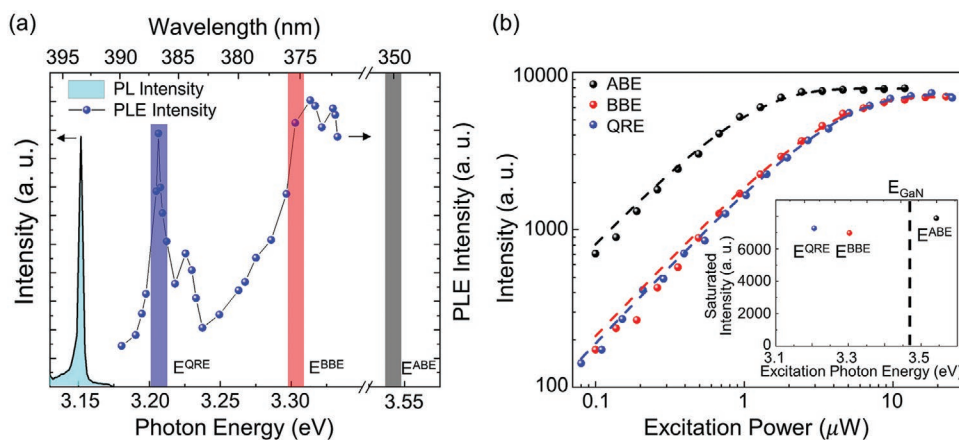 (a)
Wavelength (nm)
395 390 385 380 375 350
PL Intensity
PLE Intensity
Intensity (a. u.)
PLE Intensity (a. u.)
E^QRE E^BBE E^ABE
3.15 3.20 3.25 3.30 3.55
Photon Energy (eV)
(b)
10000
1000
100
Intensity (a. u.)
ABE
BBE
QRE
E_GaN
Saturated
Intensity (a. u.)
6000
4000
2000
0
E^QRE E^BBE E^ABE
3.1 3.3 3.5
Excitation Photon Energy (eV)
0.1 1 10
Excitation Power (μW)